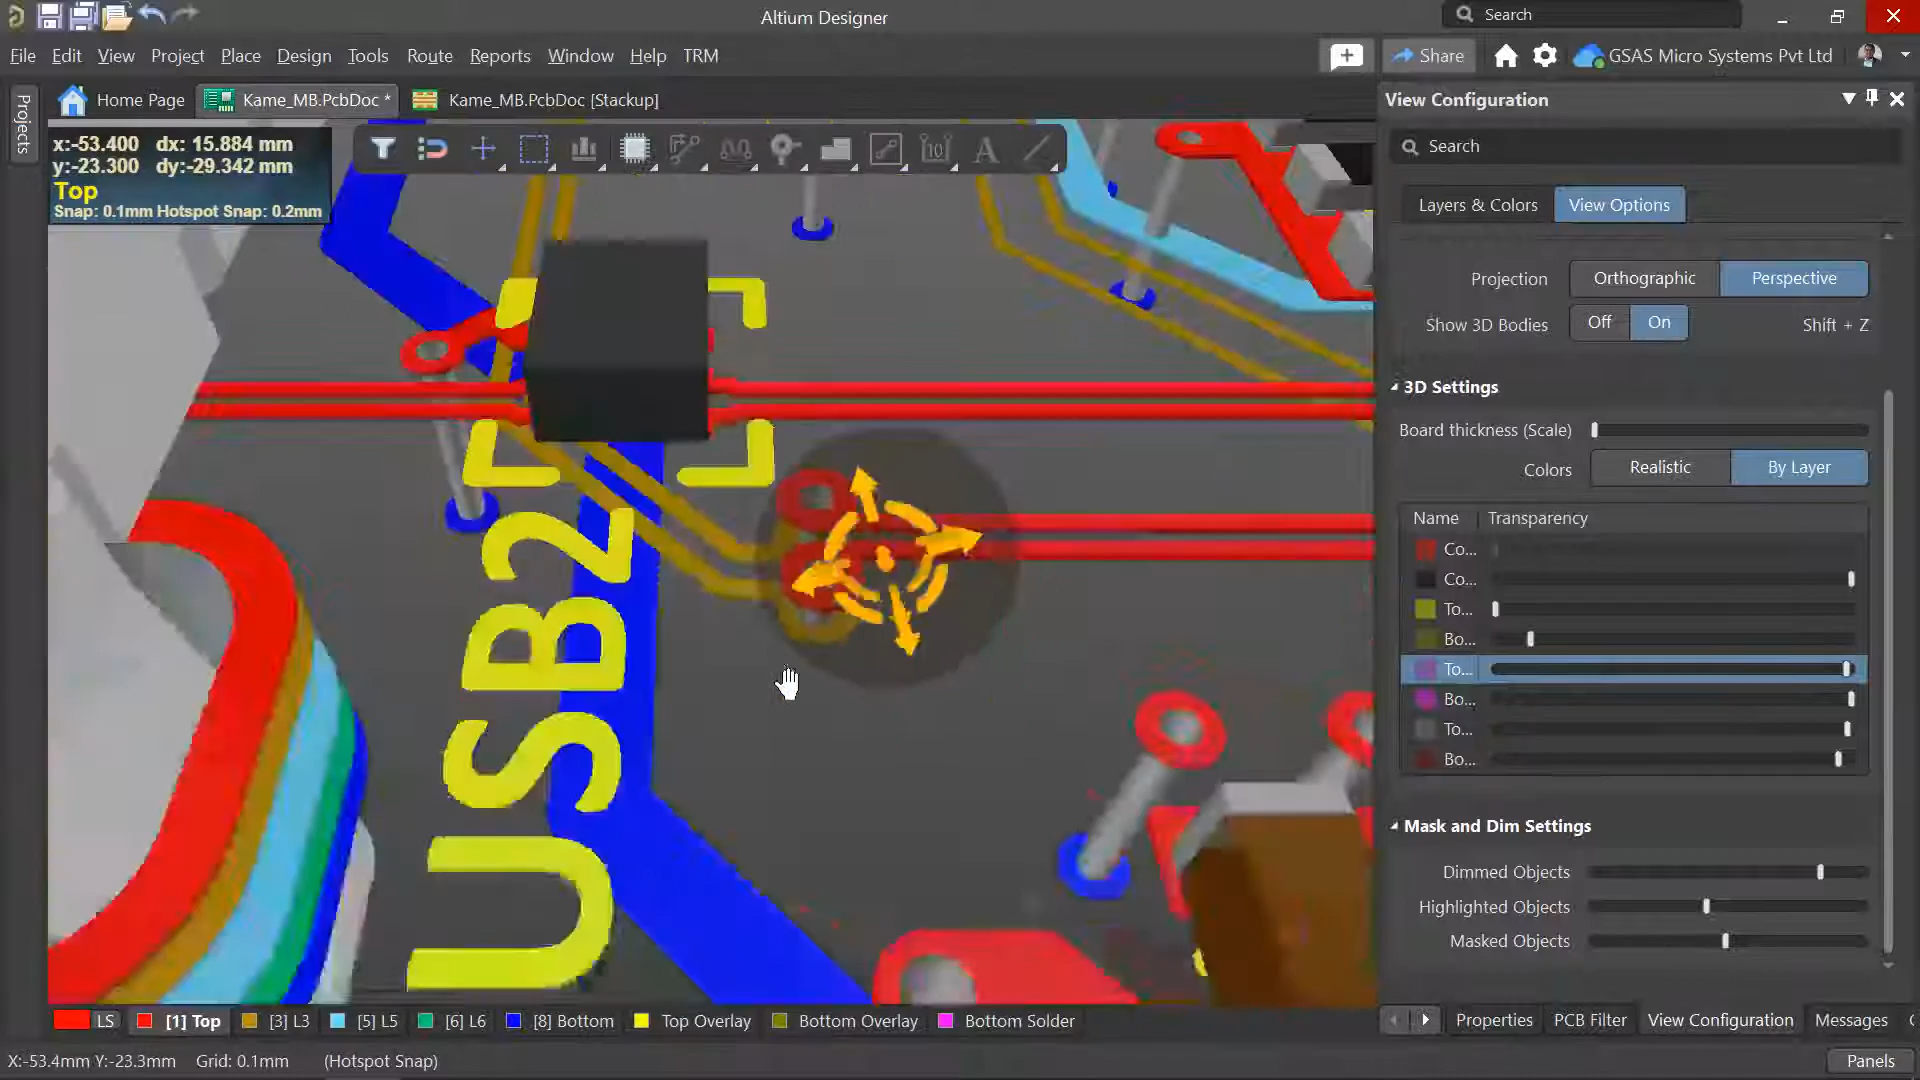 Altium Designer
Search
File Edit View Project Place Design Tools Route Reports Window Help TRM
Share
GSAS Micro Systems Pvt Ltd
Projects
Home Page
Kame_MB.PcbDoc *
Kame_MB.PcbDoc [Stackup]
x:-53.400 dx: 15.884 mm
y:-23.300 dy:-29.342 mm
Top
Snap: 0.1mm Hotspot Snap: 0.2mm
10
A
USB2
View Configuration
Search
Layers & Colors
View Options
Projection Orthographic Perspective
Show 3D Bodies Off On Shift + Z
3D Settings
Board thickness (Scale)
Colors Realistic By Layer
Name Transparency
Co...
Co...
To...
Bo...
To...
Bo...
To...
Bo...
Mask and Dim Settings
Dimmed Objects
Highlighted Objects
Masked Objects
LS [1] Top [3] L3 [5] L5 [6] L6 [8] Bottom Top Overlay Bottom Overlay Bottom Solder
Properties PCB Filter View Configuration Messages
X:-53.4mm Y:-23.3mm Grid: 0.1mm (Hotspot Snap)
Panels